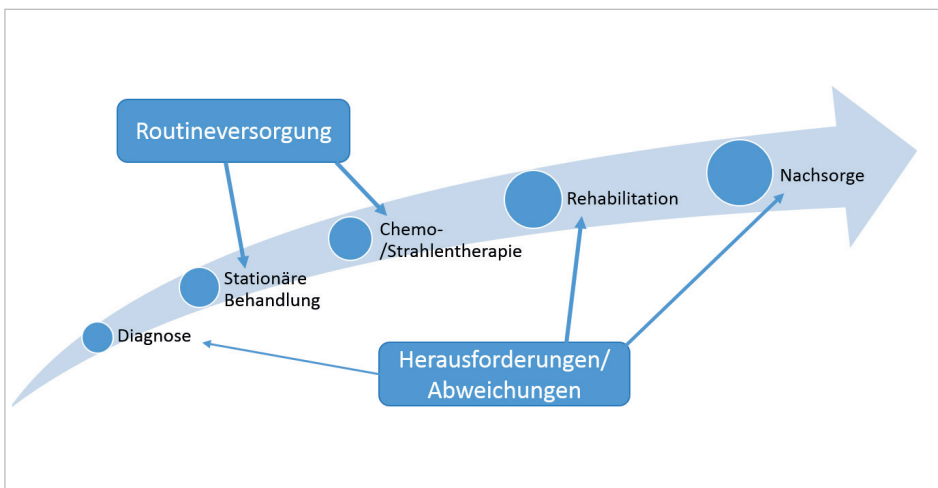 Routineversorgung
Nachsorge
Rehabilitation
Chemo-
/Strahlentherapie
Stationäre
Behandlung
Diagnose
Herausforderungen/
Abweichungen